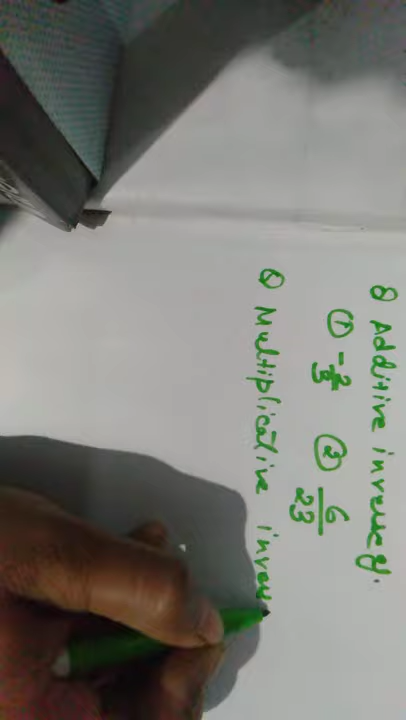 Q Additive inverse of.
① -2/3 ② 6/23
Q Multiplicative inver